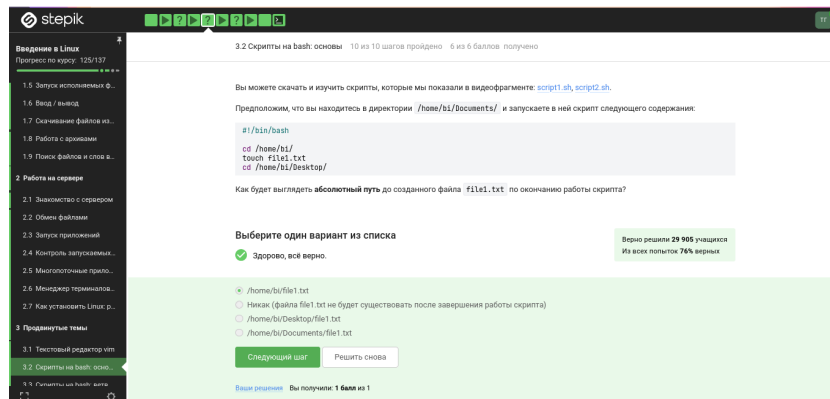 stepik
?
?
?
ТГ
Введение в Linux
Прогресс по курсу: 125/137
1.5 Запуск исполняемых ф...
1.6 Ввод / вывод
1.7 Скачивание файлов из...
1.8 Работа с архивами
1.9 Поиск файлов и слов в...
2 Работа на сервере
2.1 Знакомство с сервером
2.2 Обмен файлами
2.3 Запуск приложений
2.4 Контроль запускаемых...
2.5 Многопоточные прило...
2.6 Менеджер терминалов...
2.7 Как установить Linux: p...
3 Продвинутые темы
3.1 Текстовый редактор vim
3.2 Скрипты на bash: осно...
3.3 Скрипты на bash: ветв...
3.2 Скрипты на bash: основы 10 из 10 шагов пройдено 6 из 6 баллов получено
Вы можете скачать и изучить скрипты, которые мы показали в видеофрагменте: script1.sh, script2.sh.
Предположим, что вы находитесь в директории /home/bi/Documents/ и запускаете в ней скрипт следующего содержания:
#!/bin/bash
cd /home/bi/
touch file1.txt
cd /home/bi/Desktop/
Как будет выглядеть абсолютный путь до созданного файла file1.txt по окончанию работы скрипта?
Выберите один вариант из списка
Здорово, всё верно.
Верно решили 29 905 учащихся
Из всех попыток 76% верных
/home/bi/file1.txt
Никак (файла file1.txt не будет существовать после завершения работы скрипта)
/home/bi/Desktop/file1.txt
/home/bi/Documents/file1.txt
Следующий шаг
Решить снова
Ваши решения Вы получили: 1 балл из 1